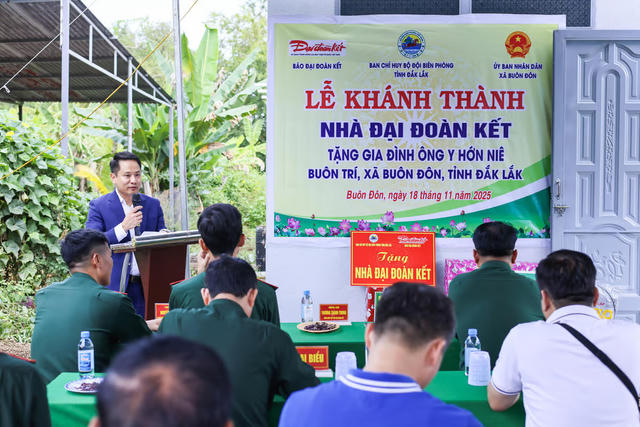 Đại đoàn kết
BÁO ĐẠI ĐOÀN KẾT
BAN CHỈ HUY BỘ ĐỘI BIÊN PHÒNG
TỈNH ĐẮK LẮK
ỦY BAN NHÂN DÂN
XÃ BUÔN ĐÔN
LỄ KHÁNH THÀNH
NHÀ ĐẠI ĐOÀN KẾT
TẶNG GIA ĐÌNH ÔNG Y HỚN NIÊ
BUÔN TRÍ, XÃ BUÔN ĐÔN, TỈNH ĐẮK LẮK
Buôn Đôn, ngày 18 tháng 11 năm 2025
Tặng
NHÀ ĐẠI ĐOÀN KẾT
BIỂU